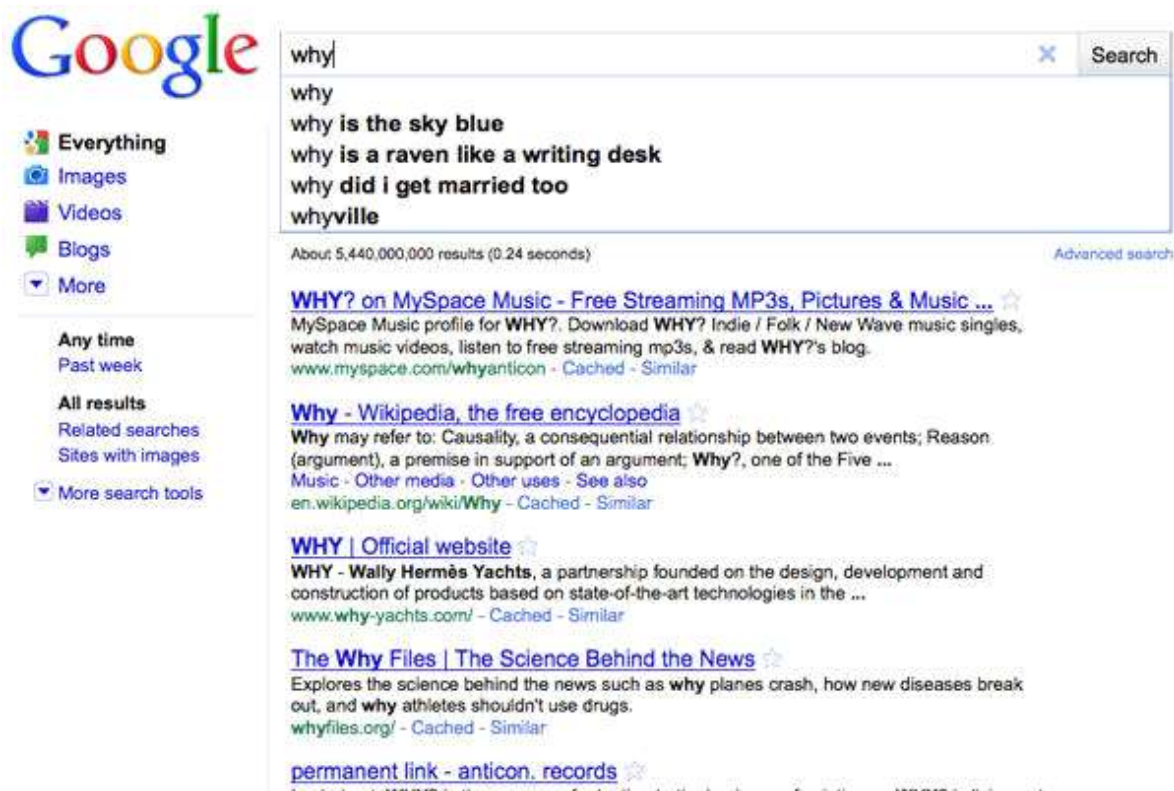 Google
why
Search
why
why is the sky blue
why is a raven like a writing desk
why did i get married too
whyville
Everything
Images
Videos
Blogs
More
Any time
Past week
All results
Related searches
Sites with images
More search tools
About 5,440,000,000 results (0.24 seconds)
Advanced search
WHY? on MySpace Music - Free Streaming MP3s, Pictures & Music ...
MySpace Music profile for WHY?. Download WHY? Indie / Folk / New Wave music singles,
watch music videos, listen to free streaming mp3s, & read WHY?'s blog.
www.myspace.com/whyanticon - Cached - Similar
Why - Wikipedia, the free encyclopedia
Why may refer to: Causality, a consequential relationship between two events; Reason
(argument), a premise in support of an argument; Why?, one of the Five ...
Music - Other media - Other uses - See also
en.wikipedia.org/wiki/Why - Cached - Similar
WHY | Official website
WHY - Wally Hermès Yachts, a partnership founded on the design, development and
construction of products based on state-of-the-art technologies in the ...
www.why-yachts.com/ - Cached - Similar
The Why Files | The Science Behind the News
Explores the science behind the news such as why planes crash, how new diseases break
out, and why athletes shouldn't use drugs.
whyfiles.org/ - Cached - Similar
permanent link - anticon. records